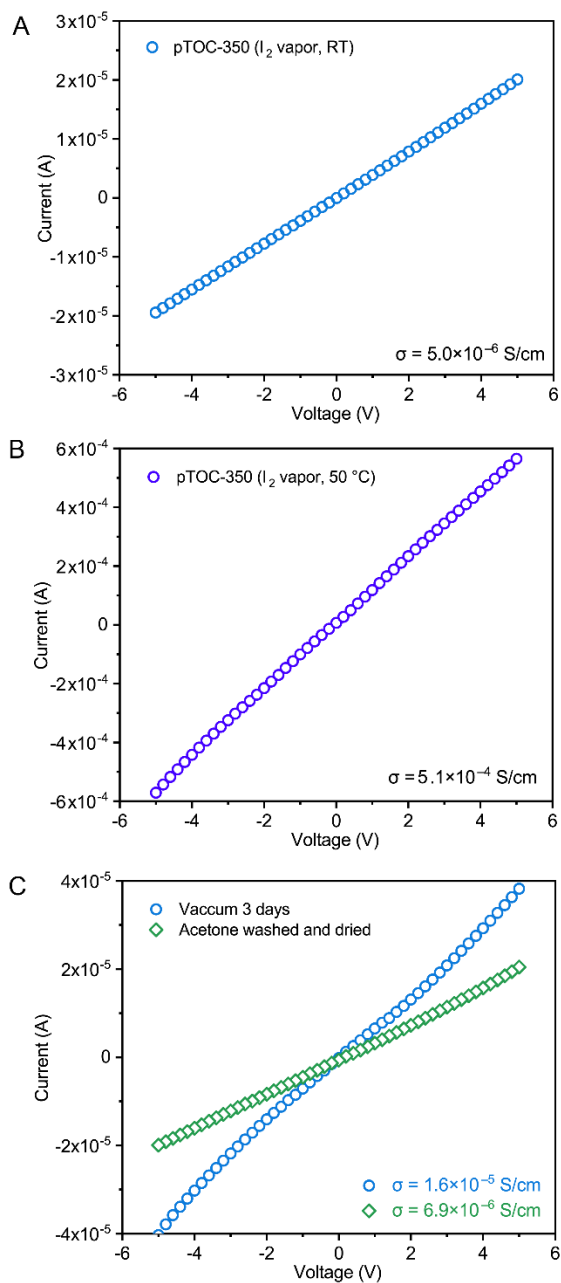 A
3x10⁻⁵
pTOC-350 (I₂ vapor, RT)
2x10⁻⁵
1x10⁻⁵
0
-1x10⁻⁵
-2x10⁻⁵
-3x10⁻⁵
Current (A)
σ = 5.0×10⁻⁶ S/cm
-6 -4 -2 0 2 4 6
Voltage (V)
B
6x10⁻⁴
pTOC-350 (I₂ vapor, 50 °C)
4x10⁻⁴
2x10⁻⁴
0
-2x10⁻⁴
-4x10⁻⁴
-6x10⁻⁴
Current (A)
σ = 5.1×10⁻⁴ S/cm
-6 -4 -2 0 2 4 6
Voltage (V)
C
4x10⁻⁵
Vaccum 3 days
Acetone washed and dried
2x10⁻⁵
0
-2x10⁻⁵
-4x10⁻⁵
Current (A)
σ = 1.6×10⁻⁵ S/cm
σ = 6.9×10⁻⁶ S/cm
-6 -4 -2 0 2 4 6
Voltage (V)